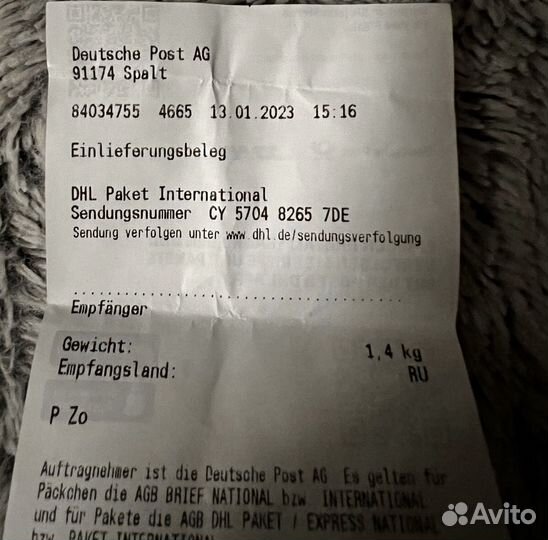 Deutsche Post AG
91174 Spalt
84034755 4665 13.01.2023 15:16
Einlieferungsbeleg
DHL Paket International
Sendungsnummer CY 5704 8265 7DE
Sendung verfolgen unter www.dhl.de/sendungsverfolgung
Empfänger
Gewicht: 1,4 kg
Empfangsland: RU
P Zo
Auftragnehmer ist die Deutsche Post AG Es gelten für
Päckchen die AGB BRIEF NATIONAL bzw INTERNATIONAL
und für Pakete die AGB DHL PAKET / EXPRESS NATIONAL
bzw PAKET INTERNATIONAL
Avito